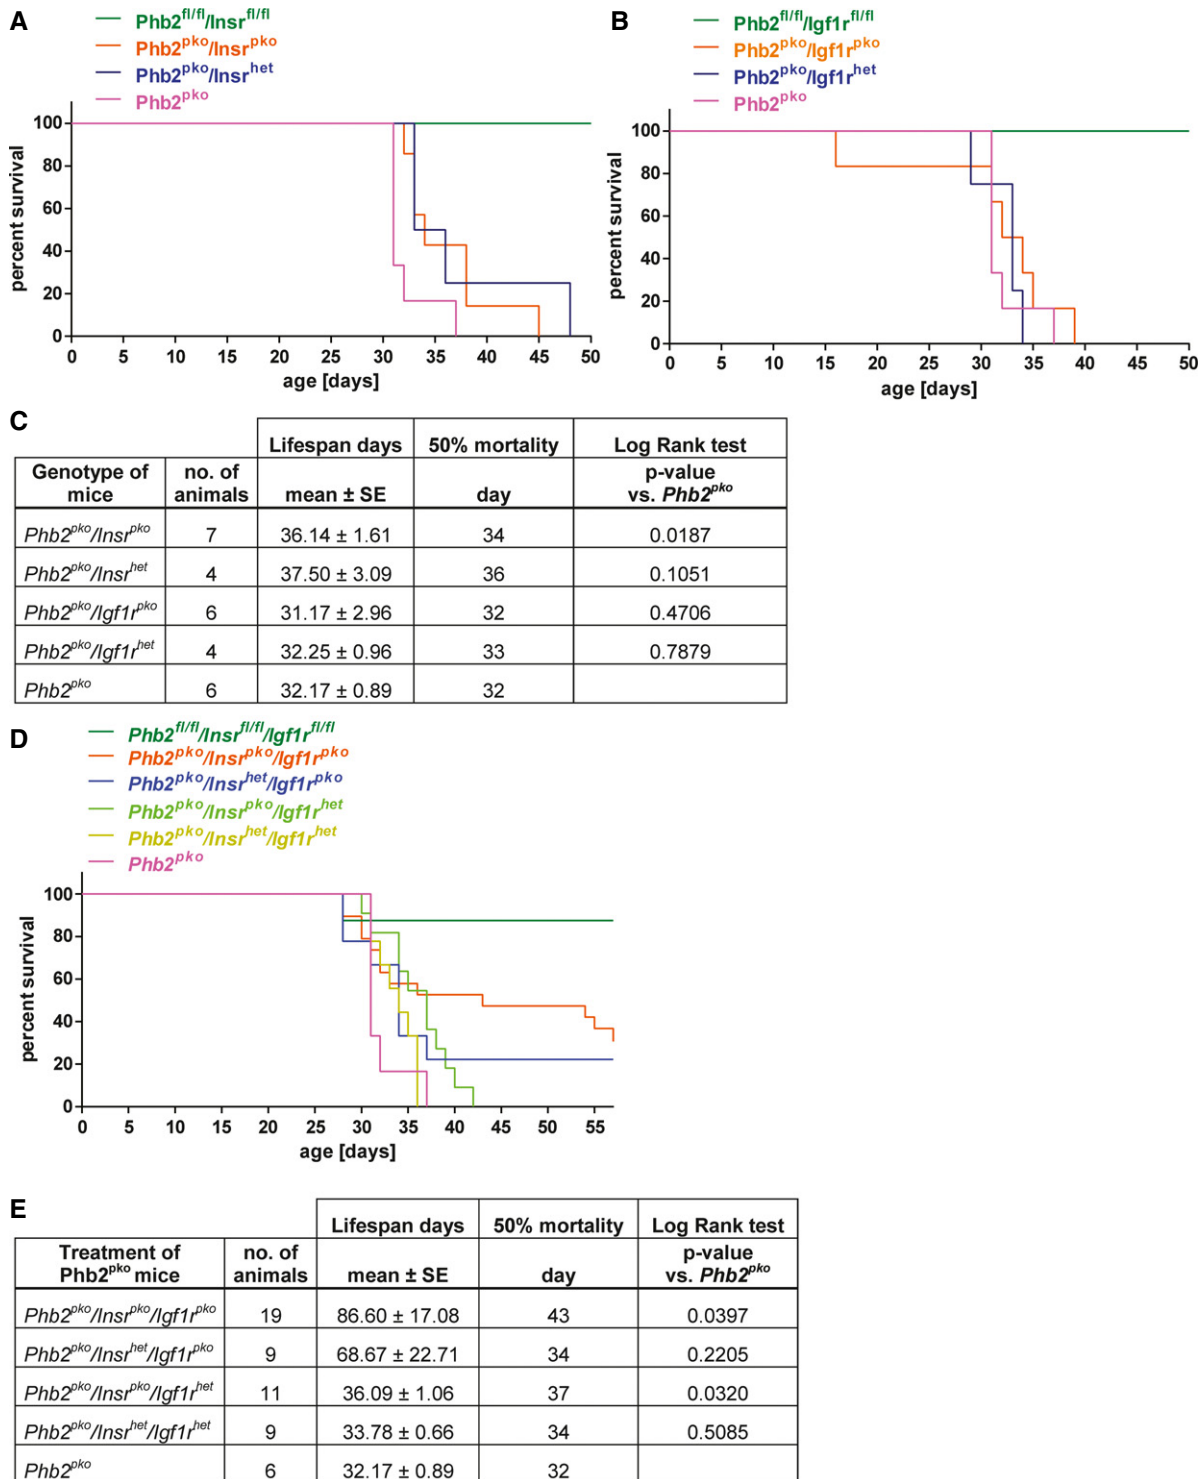 A
Phb2fl/fl/Insrfl/fl
Phb2pko/Insrpko
Phb2pko/Insrhet
Phb2pko
percent survival
100
80
60
40
20
0
0 5 10 15 20 25 30 35 40 45 50
age [days]
B
Phb2fl/fl/Igf1rfl/fl
Phb2pko/Igf1rpko
Phb2pko/Igf1rhet
Phb2pko
percent survival
100
80
60
40
20
0
0 5 10 15 20 25 30 35 40 45 50
age [days]
C
Lifespan days 50% mortality Log Rank test
Genotype of mice no. of animals mean ± SE day p-value vs. Phb2pko
Phb2pko/Insrpko 7 36.14 ± 1.61 34 0.0187
Phb2pko/Insrhet 4 37.50 ± 3.09 36 0.1051
Phb2pko/Igf1rpko 6 31.17 ± 2.96 32 0.4706
Phb2pko/Igf1rhet 4 32.25 ± 0.96 33 0.7879
Phb2pko 6 32.17 ± 0.89 32
D
Phb2fl/fl/Insrfl/fl/Igf1rfl/fl
Phb2pko/Insrpko/Igf1rpko
Phb2pko/Insrhet/Igf1rpko
Phb2pko/Insrpko/Igf1rhet
Phb2pko/Insrhet/Igf1rhet
Phb2pko
percent survival
100
80
60
40
20
0
0 5 10 15 20 25 30 35 40 45 50 55
age [days]
E
Lifespan days 50% mortality Log Rank test
Treatment of Phb2pko mice no. of animals mean ± SE day p-value vs. Phb2pko
Phb2pko/Insrpko/Igf1rpko 19 86.60 ± 17.08 43 0.0397
Phb2pko/Insrhet/Igf1rpko 9 68.67 ± 22.71 34 0.2205
Phb2pko/Insrpko/Igf1rhet 11 36.09 ± 1.06 37 0.0320
Phb2pko/Insrhet/Igf1rhet 9 33.78 ± 0.66 34 0.5085
Phb2pko 6 32.17 ± 0.89 32